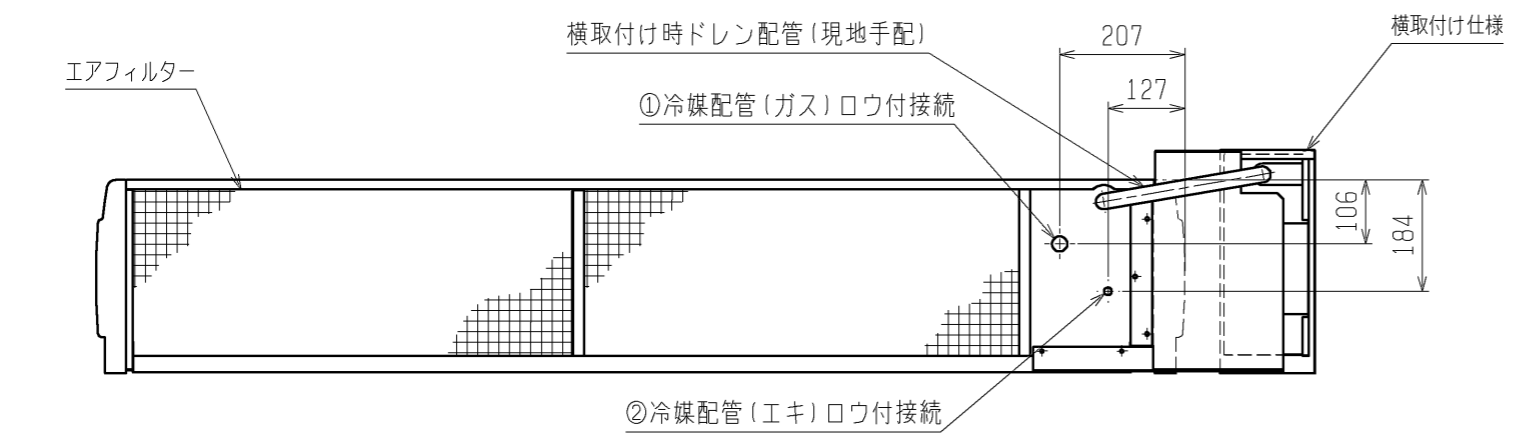 横取付け仕様
横取付け時ドレン配管(現地手配)
207
エアフィルター
127
①冷媒配管(ガス)ロウ付接続
106
184
②冷媒配管(エキ)ロウ付接続